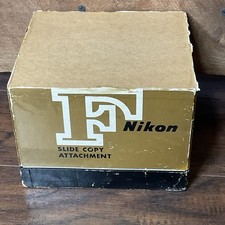 F
Nikon
SLIDE COPY
ATTACHMENT